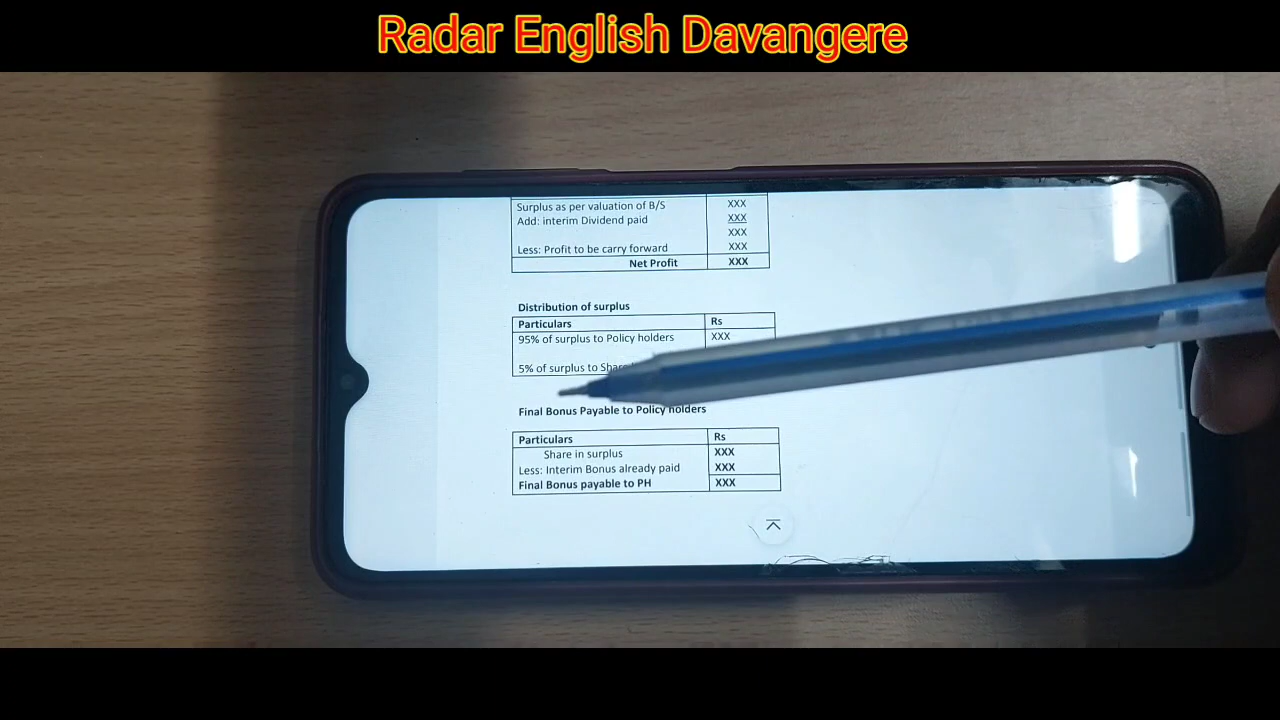 Radar English Davangere
Surplus as per valuation of B/S XXX
Add: interim Dividend paid XXX
XXX
Less: Profit to be carry forward XXX
Net Profit XXX
Distribution of surplus
Particulars Rs
95% of surplus to Policy holders XXX
5% of surplus to
Final Bonus Payable to Policy holders
Particulars Rs
Share in surplus XXX
Less: Interim Bonus already paid XXX
Final Bonus payable to PH XXX